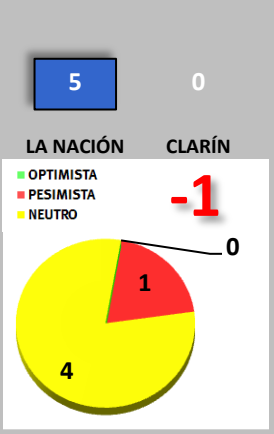 5 0
LA NACIÓN CLARÍN
OPTIMISTA
PESIMISTA
NEUTRO
-1
0
1
4